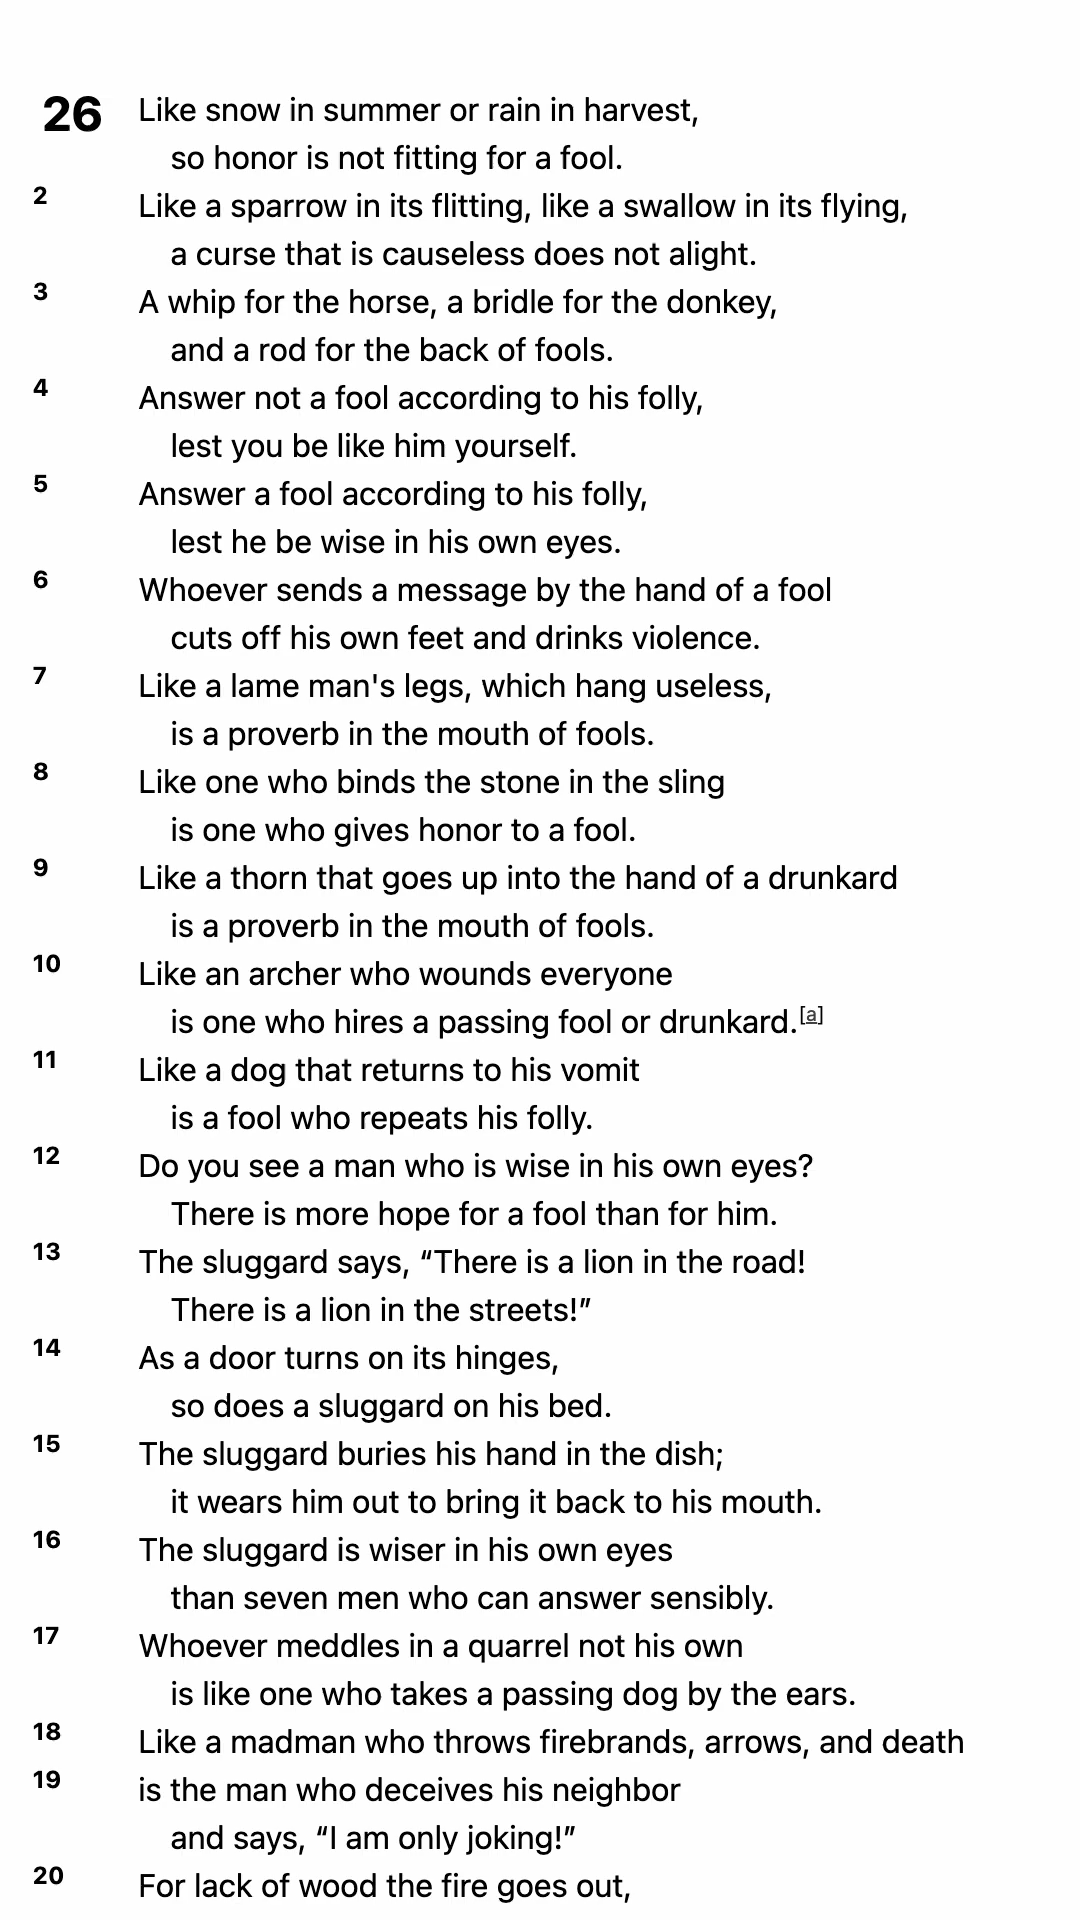 26 Like snow in summer or rain in harvest,
so honor is not fitting for a fool.
2 Like a sparrow in its flitting, like a swallow in its flying,
a curse that is causeless does not alight.
3 A whip for the horse, a bridle for the donkey,
and a rod for the back of fools.
4 Answer not a fool according to his folly,
lest you be like him yourself.
5 Answer a fool according to his folly,
lest he be wise in his own eyes.
6 Whoever sends a message by the hand of a fool
cuts off his own feet and drinks violence.
7 Like a lame man's legs, which hang useless,
is a proverb in the mouth of fools.
8 Like one who binds the stone in the sling
is one who gives honor to a fool.
9 Like a thorn that goes up into the hand of a drunkard
is a proverb in the mouth of fools.
10 Like an archer who wounds everyone
is one who hires a passing fool or drunkard.[a]
11 Like a dog that returns to his vomit
is a fool who repeats his folly.
12 Do you see a man who is wise in his own eyes?
There is more hope for a fool than for him.
13 The sluggard says, “There is a lion in the road!
There is a lion in the streets!”
14 As a door turns on its hinges,
so does a sluggard on his bed.
15 The sluggard buries his hand in the dish;
it wears him out to bring it back to his mouth.
16 The sluggard is wiser in his own eyes
than seven men who can answer sensibly.
17 Whoever meddles in a quarrel not his own
is like one who takes a passing dog by the ears.
18 Like a madman who throws firebrands, arrows, and death
19 is the man who deceives his neighbor
and says, “I am only joking!”
20 For lack of wood the fire goes out,